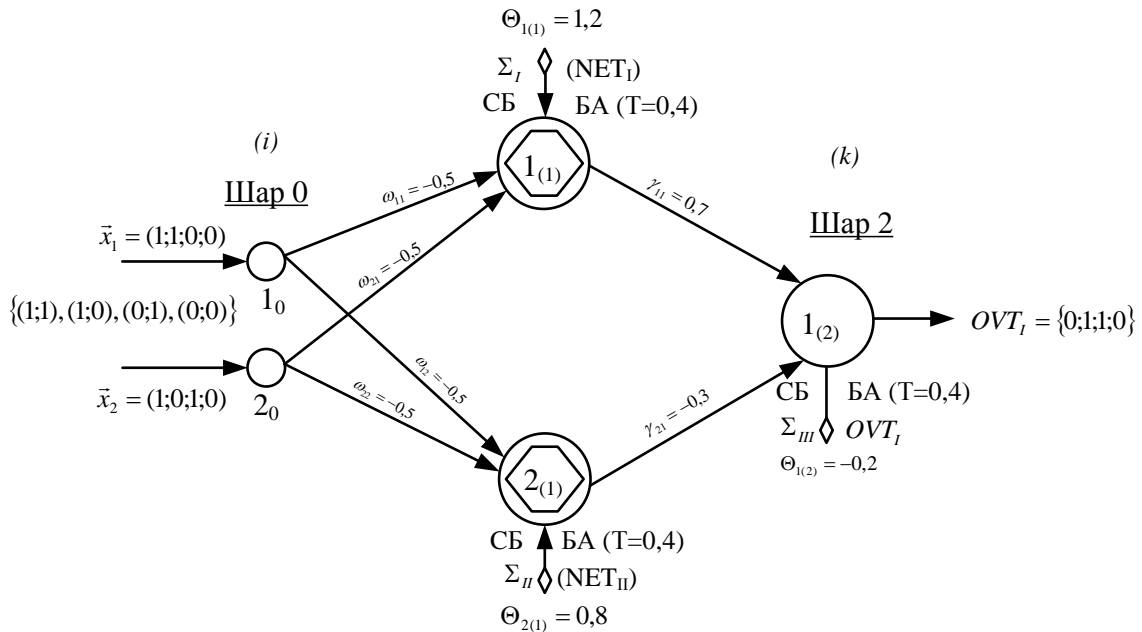 Θ1(1) = 1,2
ΣI (NETI)
СБ БА (T=0,4)
1(1)
(i)
Шар 0
x⃗1 = (1;1;0;0)
10
{(1;1),(1;0),(0;1),(0;0)}
x⃗2 = (1;0;1;0)
20
ω11 = −0,5
ω21 = −0,5
ω12 = −0,5
ω22 = −0,5
2(1)
СБ БА (T=0,4)
ΣII (NETII)
Θ2(1) = 0,8
γ11 = 0,7
γ21 = −0,3
(k)
Шар 2
1(2)
OVTI = {0;1;1;0}
СБ БА (T=0,4)
ΣIII OVTI
Θ1(2) = −0,2